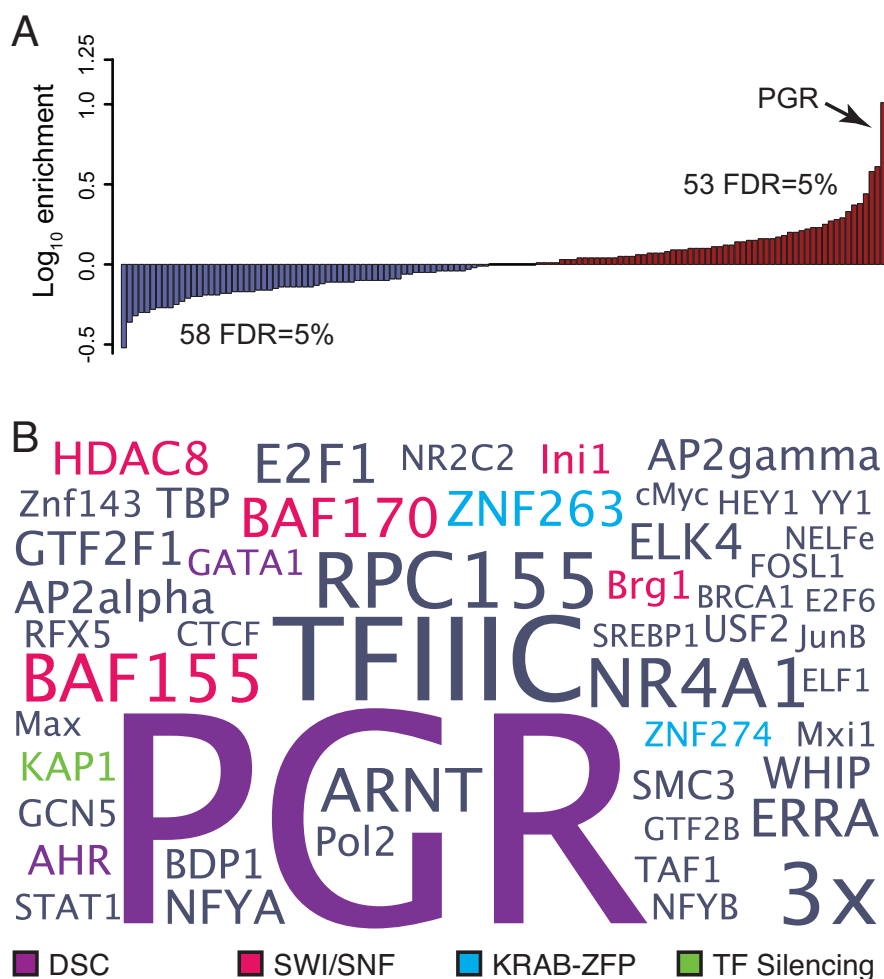 A
Log10 enrichment
1.25
1.0
0.5
0.0
-0.5
PGR
53 FDR=5%
58 FDR=5%
B
HDAC8 E2F1 NR2C2 Ini1 AP2gamma
Znf143 TBP BAF170 ZNF263 cMyc HEY1 YY1
GTF2F1 GATA1 RPC155 ELK4 NELFe
FOSL1
AP2alpha Brg1 BRCA1 E2F6
RFX5 CTCF TFIIIC SREBP1 USF2 JunB
BAF155 NR4A1 ELF1
Max PGR ZNF274 Mxi1
KAP1 ARNT SMC3 WHIP
GCN5 Pol2 GTF2B ERRA
AHR BDP1 TAF1 3x
STAT1 NFYA NFYB
DSC SWI/SNF KRAB-ZFP TF Silencing